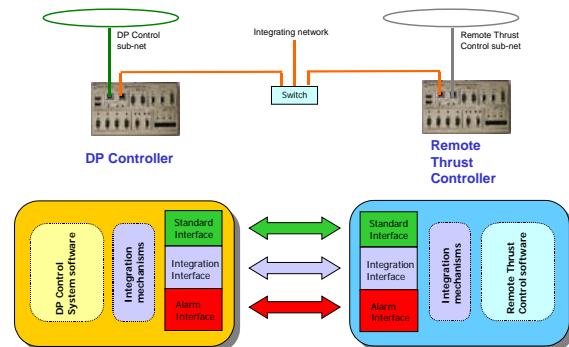 DP Control
sub-net
Integrating network
Remote Thrust
Control sub-net
Switch
DP Controller
Remote
Thrust
Controller
DP Control
System software
Integration
mechanisms
Standard
Interface
Integration
Interface
Alarm
Interface
Standard
Interface
Integration
Interface
Alarm
Interface
Integration
mechanisms
Remote Thrust
Control software